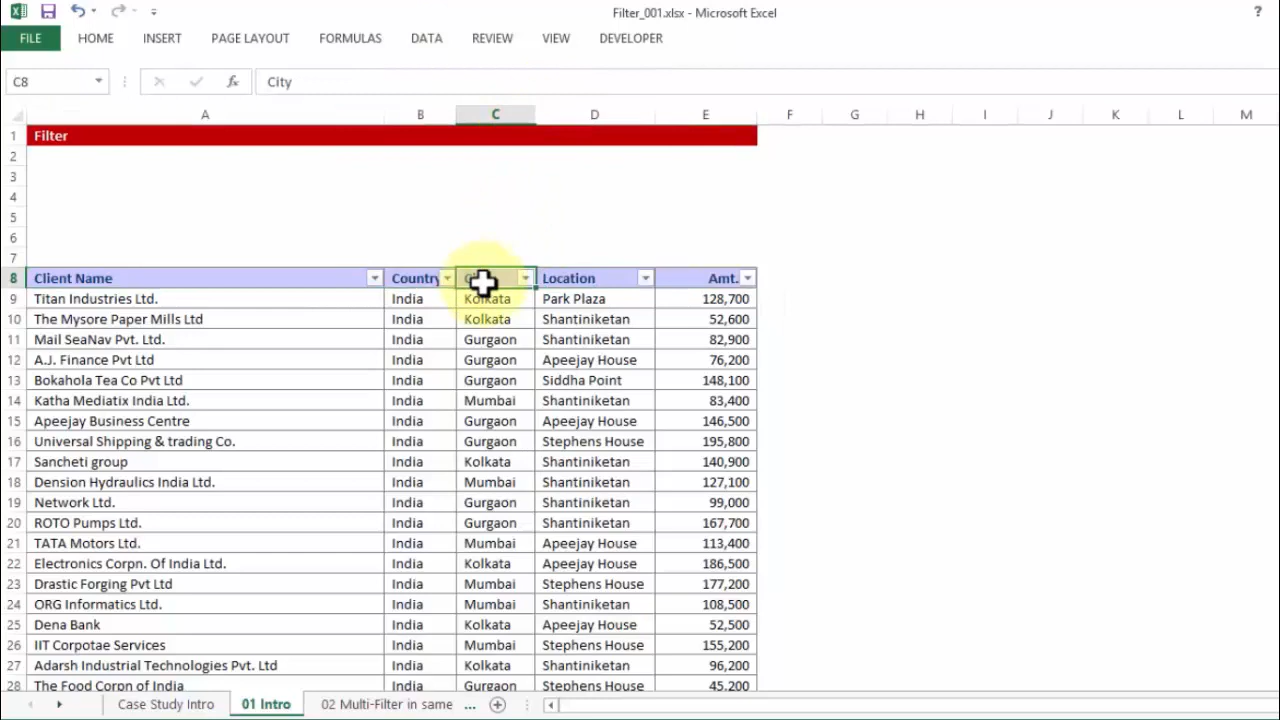 Filter_001.xlsx - Microsoft Excel ?
FILE HOME INSERT PAGE LAYOUT FORMULAS DATA REVIEW VIEW DEVELOPER
C8 fx City
A B C D E F G H I J K L M
1 Filter
2
3
4
5
6
7
8 Client Name Country Location Amt.
9 Titan Industries Ltd. India Kolkata Park Plaza 128,700
10 The Mysore Paper Mills Ltd India Kolkata Shantiniketan 52,600
11 Mail SeaNav Pvt. Ltd. India Gurgaon Shantiniketan 82,900
12 A.J. Finance Pvt Ltd India Gurgaon Apeejay House 76,200
13 Bokahola Tea Co Pvt Ltd India Gurgaon Siddha Point 148,100
14 Katha Mediatix India Ltd. India Mumbai Shantiniketan 83,400
15 Apeejay Business Centre India Gurgaon Apeejay House 146,500
16 Universal Shipping & trading Co. India Gurgaon Stephens House 195,800
17 Sancheti group India Kolkata Shantiniketan 140,900
18 Dension Hydraulics India Ltd. India Mumbai Shantiniketan 127,100
19 Network Ltd. India Gurgaon Shantiniketan 99,000
20 ROTO Pumps Ltd. India Gurgaon Shantiniketan 167,700
21 TATA Motors Ltd. India Mumbai Apeejay House 113,400
22 Electronics Corpn. Of India Ltd. India Kolkata Apeejay House 186,500
23 Drastic Forging Pvt Ltd India Mumbai Stephens House 177,200
24 ORG Informatics Ltd. India Mumbai Shantiniketan 108,500
25 Dena Bank India Kolkata Apeejay House 52,500
26 IIT Corpotae Services India Mumbai Stephens House 155,200
27 Adarsh Industrial Technologies Pvt. Ltd India Kolkata Shantiniketan 96,200
28 The Food Corpn of India India Gurgaon Stephens House 45,200
Case Study Intro 01 Intro 02 Multi-Filter in same ...